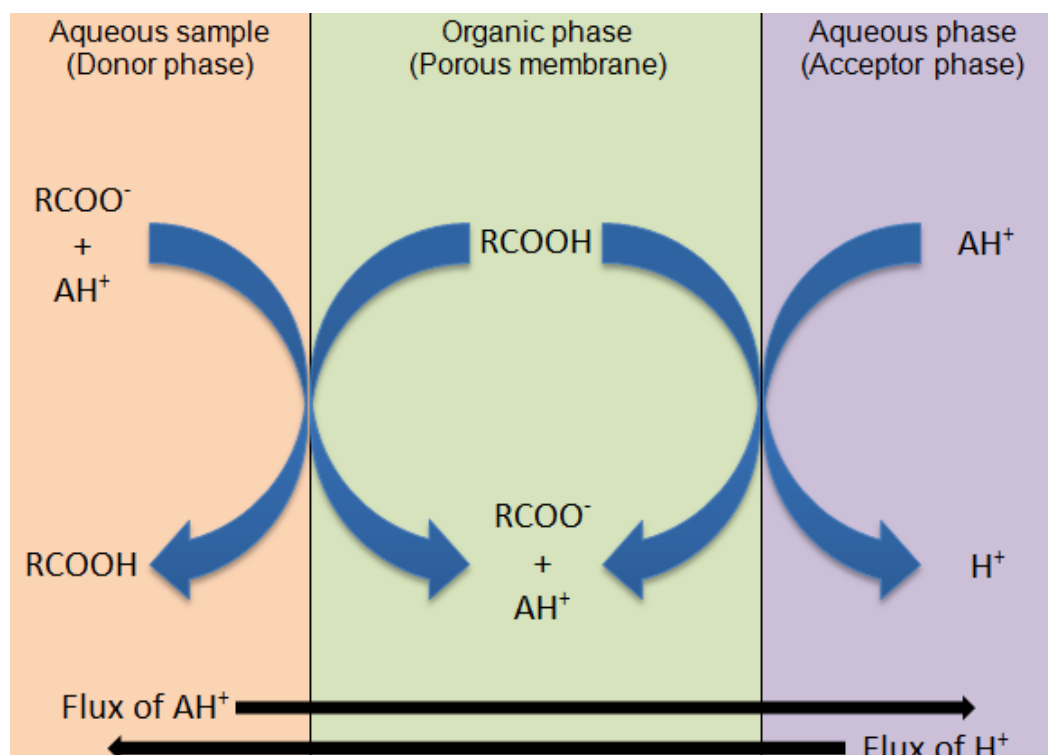 Aqueous sample
(Donor phase)
Organic phase
(Porous membrane)
Aqueous phase
(Acceptor phase)
RCOO⁻
+
AH⁺
RCOOH
AH⁺
RCOOH
RCOO⁻
+
AH⁺
H⁺
Flux of AH⁺
Flux of H⁺